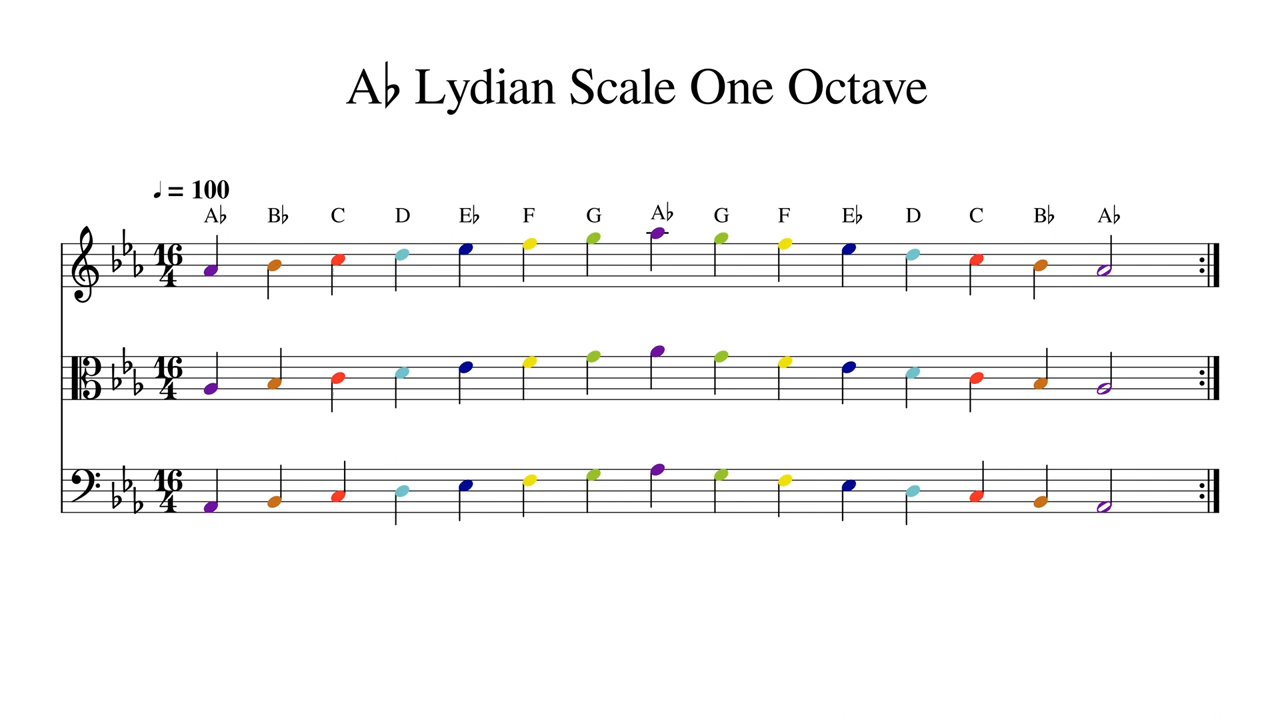 A♭ Lydian Scale One Octave
♩ = 100
A♭ B♭ C D E♭ F G A♭ G F E♭ D C B♭ A♭
16
4
16
4
16
4